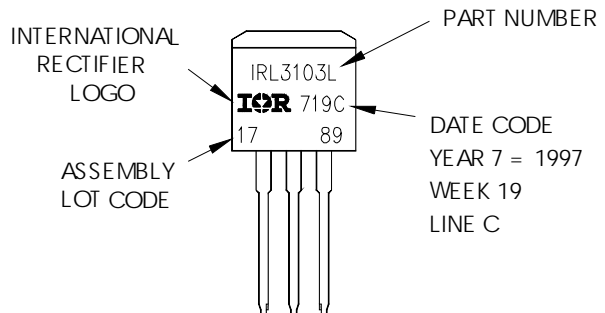 INTERNATIONAL
RECTIFIER
LOGO
ASSEMBLY
LOT CODE
IRL3103L
IOR 719C
17 89
PART NUMBER
DATE CODE
YEAR 7 = 1997
WEEK 19
LINE C